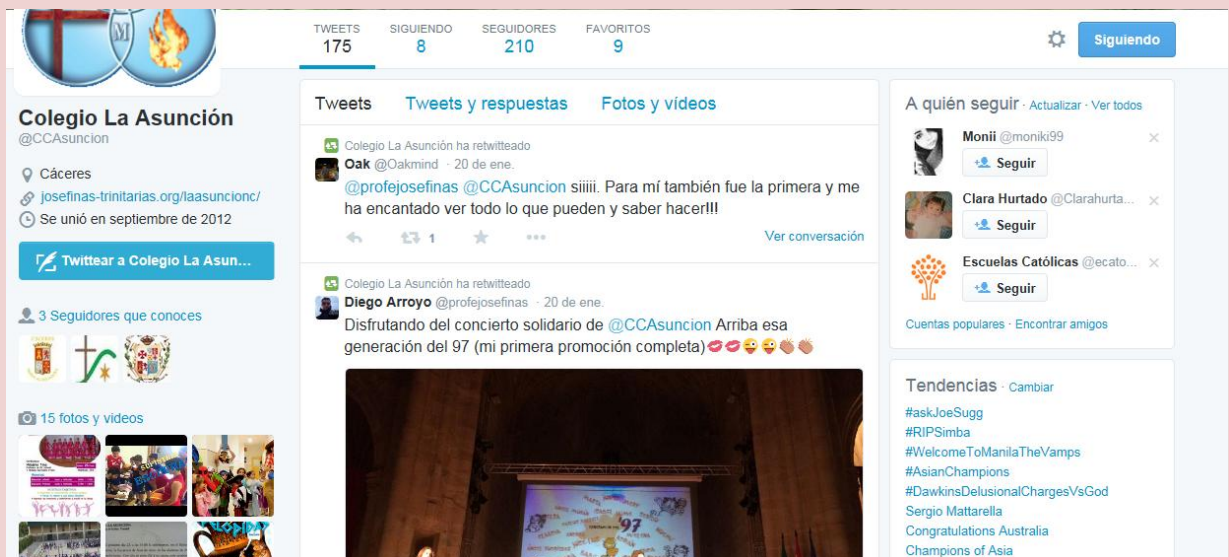 M
TWEETS SIGUIENDO SEGUIDORES FAVORITOS
175 8 210 9
Siguiendo
Colegio La Asunción
@CCAsuncion
Cáceres
josefinas-trinitarias.org/laasuncionc/
Se unió en septiembre de 2012
Twittear a Colegio La Asun...
3 Seguidores que conoces
15 fotos y videos
Tweets Tweets y respuestas Fotos y vídeos
Colegio La Asunción ha retwitteado
Oak @Oakmind · 20 de ene.
@profejosefinas @CCAsuncion siiiii. Para mí también fue la primera y me
ha encantado ver todo lo que pueden y saber hacer!!!
1
Ver conversación
Colegio La Asunción ha retwitteado
Diego Arroyo @profejosefinas · 20 de ene.
Disfrutando del concierto solidario de @CCAsuncion Arriba esa
generación del 97 (mi primera promoción completa)💋💋😜😜👏👏
97
A quién seguir · Actualizar · Ver todos
Monii @moniki99
Seguir
Clara Hurtado @Clarahurta...
Seguir
Escuelas Católicas @ecato...
Seguir
Cuentas populares · Encontrar amigos
Tendencias · Cambiar
#askJoeSugg
#RIPSimba
#WelcomeToManilaTheVamps
#AsianChampions
#DawkinsDelusionalChargesVsGod
Sergio Mattarella
Congratulations Australia
Champions of Asia